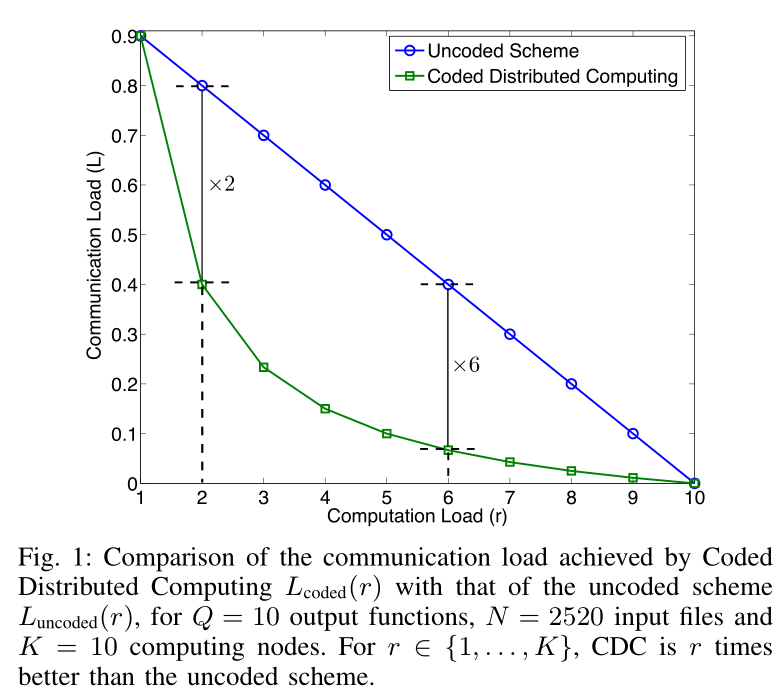 Uncoded Scheme
Coded Distributed Computing
0.9
0.8
0.7
0.6
0.5
0.4
0.3
0.2
0.1
0
Communication Load (L)
×2
×6
1 2 3 4 5 6 7 8 9 10
Computation Load (r)
Fig. 1: Comparison of the communication load achieved by Coded
Distributed Computing L_coded(r) with that of the uncoded scheme
L_uncoded(r), for Q = 10 output functions, N = 2520 input files and
K = 10 computing nodes. For r ∈ {1, . . . , K}, CDC is r times
better than the uncoded scheme.